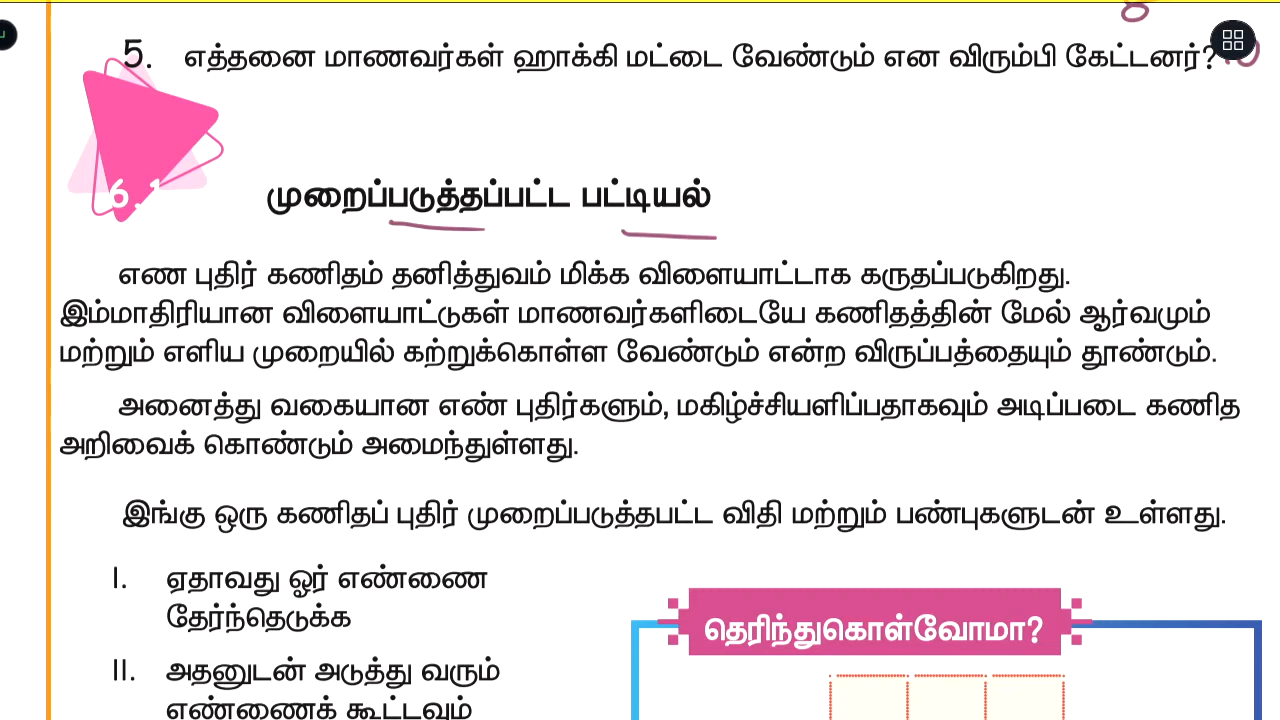 5. எத்தனை மாணவர்கள் ஹாக்கி மட்டை வேண்டும் என விரும்பி கேட்டனர்?
6.1 முறைப்படுத்தப்பட்ட பட்டியல்
எண புதிர் கணிதம் தனித்துவம் மிக்க விளையாட்டாக கருதப்படுகிறது.
இம்மாதிரியான விளையாட்டுகள் மாணவர்களிடையே கணிதத்தின் மேல் ஆர்வமும்
மற்றும் எளிய முறையில் கற்றுக்கொள்ள வேண்டும் என்ற விருப்பத்தையும் தூண்டும்.
அனைத்து வகையான எண் புதிர்களும், மகிழ்ச்சியளிப்பதாகவும் அடிப்படை கணித
அறிவைக் கொண்டும் அமைந்துள்ளது.
இங்கு ஒரு கணிதப் புதிர் முறைப்படுத்தபட்ட விதி மற்றும் பண்புகளுடன் உள்ளது.
I. ஏதாவது ஓர் எண்ணை
தேர்ந்தெடுக்க
II. அதனுடன் அடுத்து வரும்
எண்ணைக் கூட்டவும்
தெரிந்துகொள்வோமா?